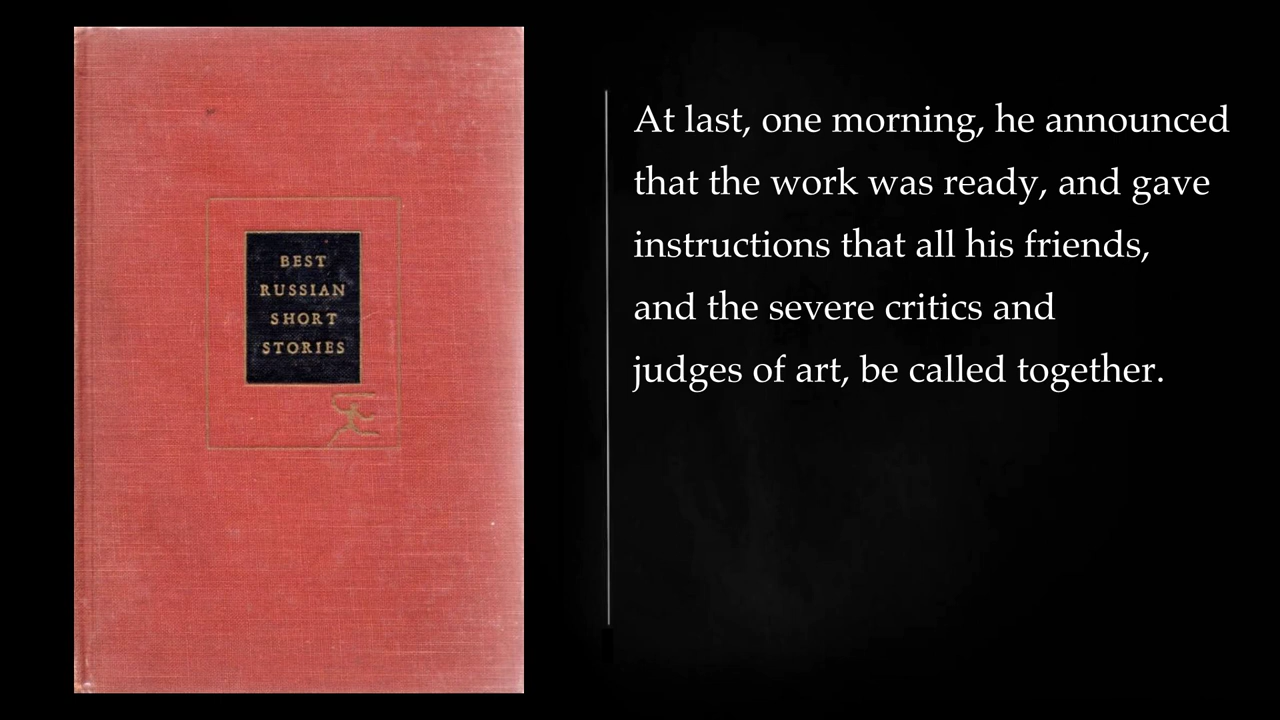 BEST
RUSSIAN
SHORT
STORIES
At last, one morning, he announced
that the work was ready, and gave
instructions that all his friends,
and the severe critics and
judges of art, be called together.